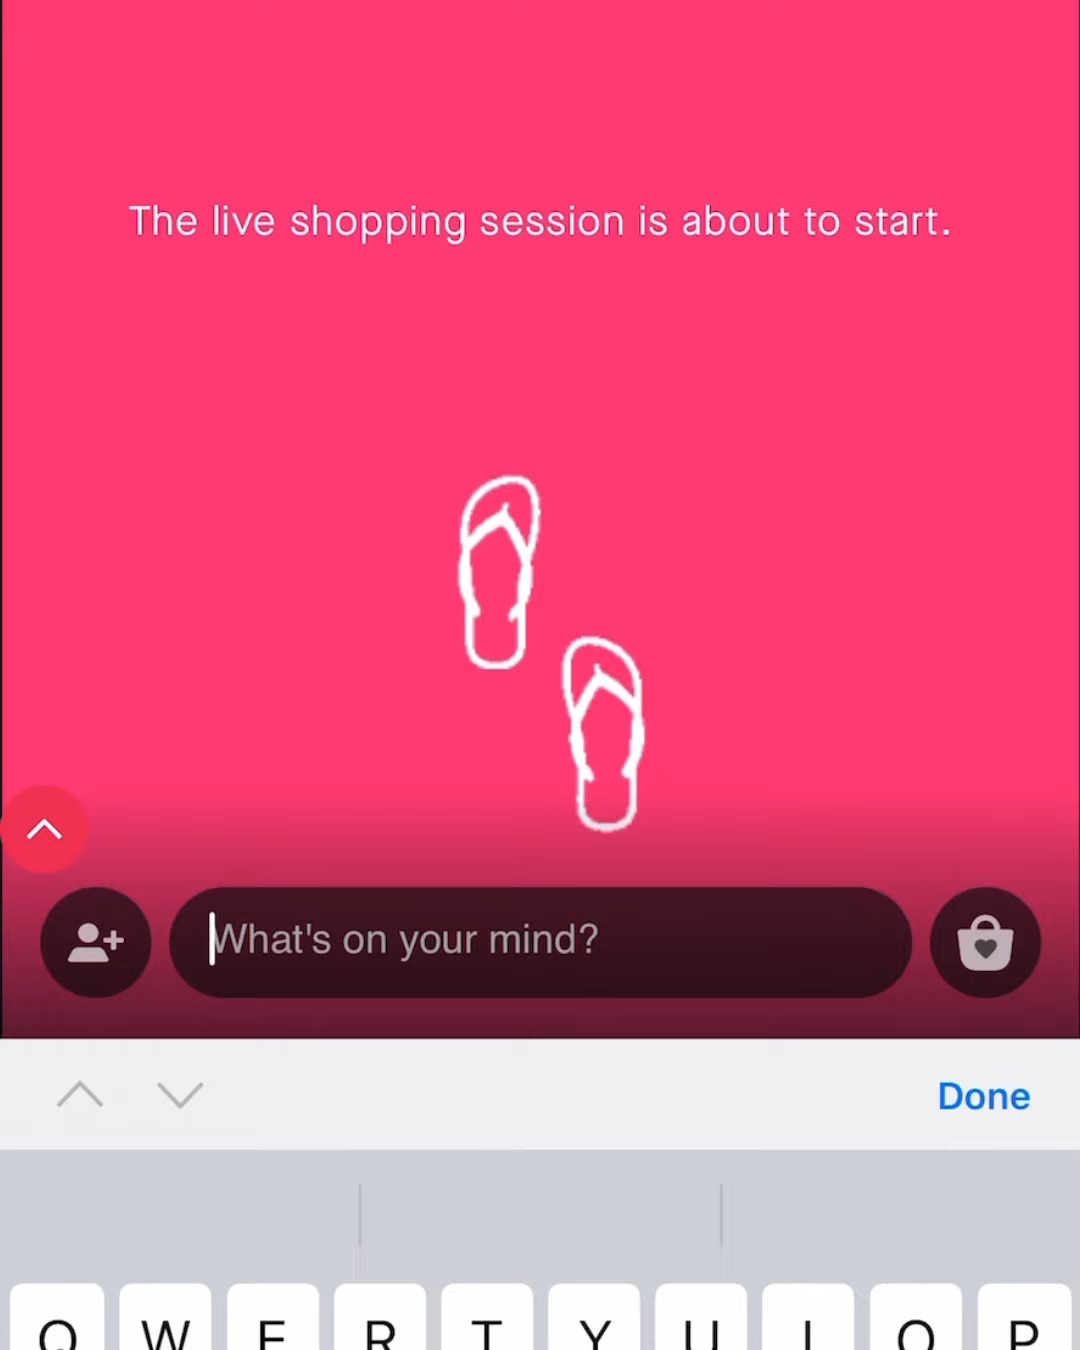 The live shopping session is about to start.
What's on your mind?
Done
Q W E R T Y U I O P